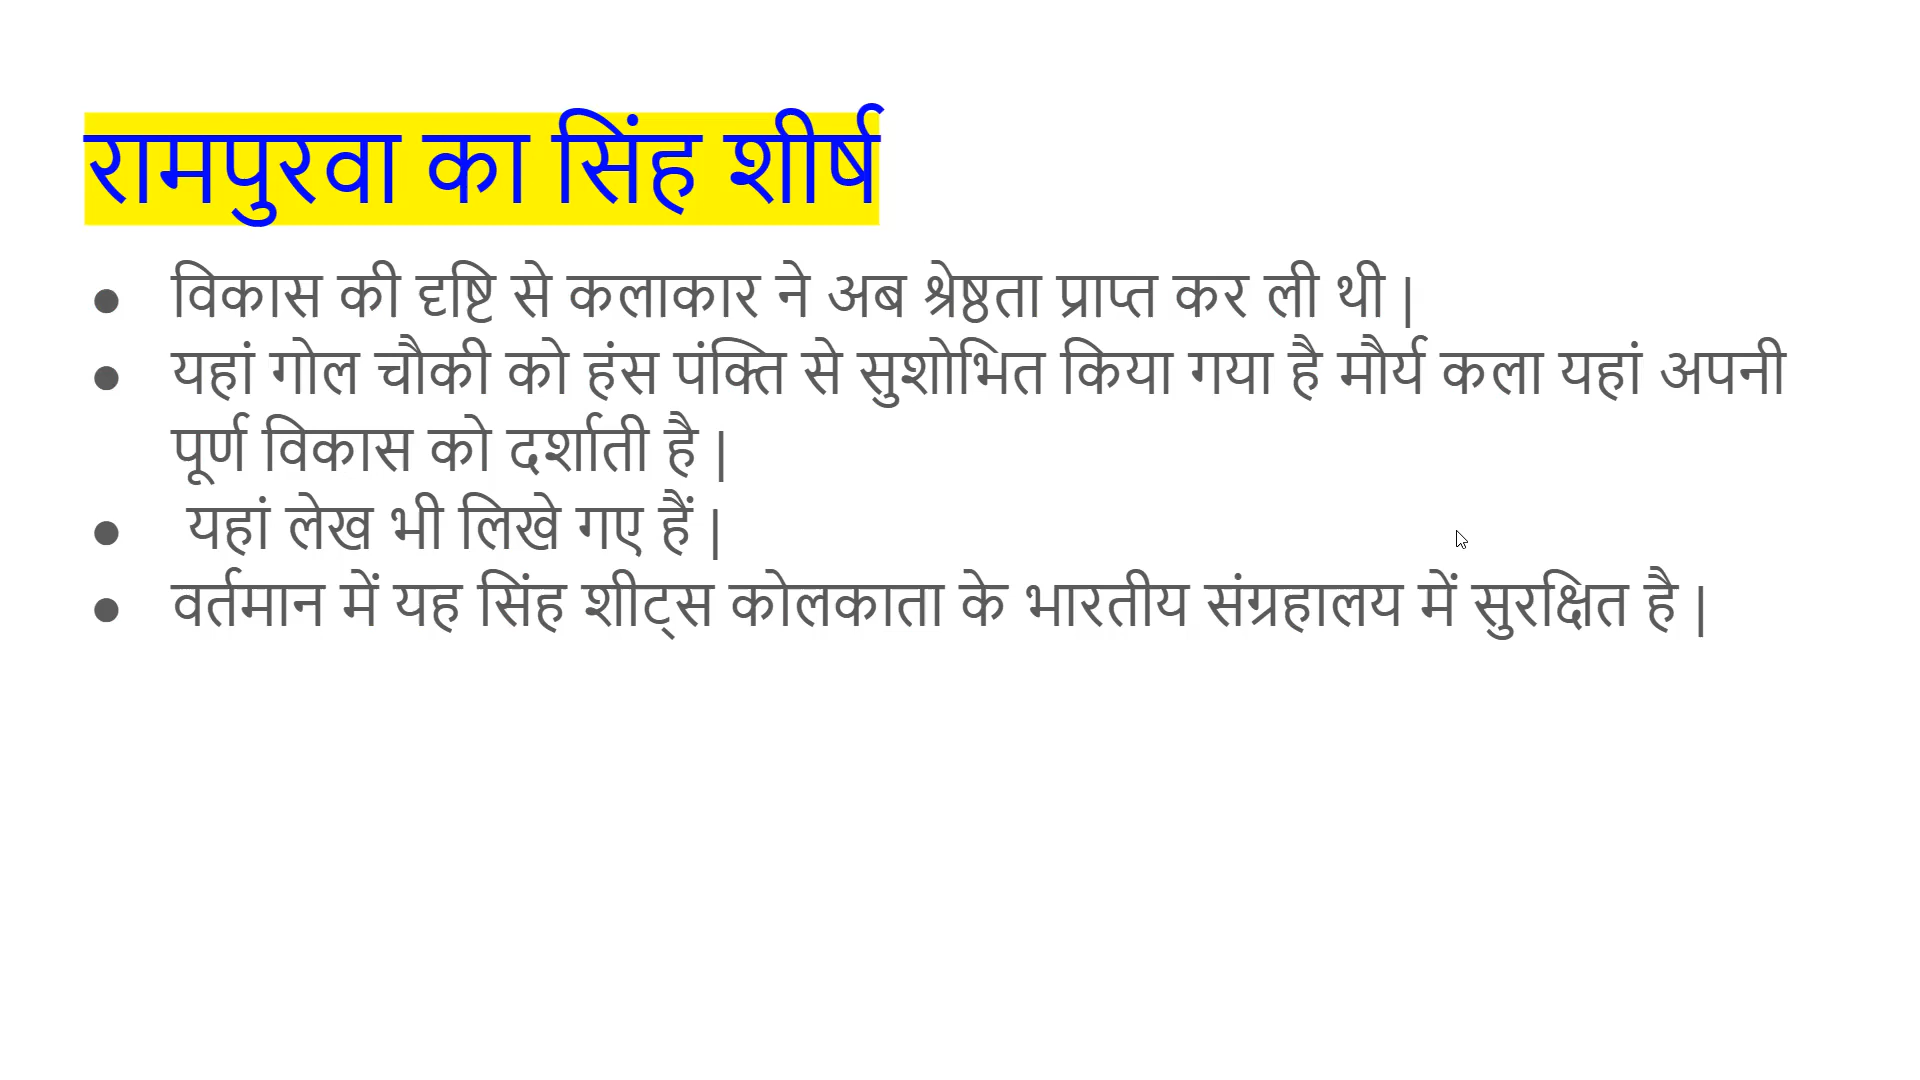 रामपुरवा का सिंह शीर्ष
● विकास की दृष्टि से कलाकार ने अब श्रेष्ठता प्राप्त कर ली थी |
● यहां गोल चौकी को हंस पंक्ति से सुशोभित किया गया है मौर्य कला यहां अपनी
पूर्ण विकास को दर्शाती है |
● यहां लेख भी लिखे गए हैं |
● वर्तमान में यह सिंह शीट्स कोलकाता के भारतीय संग्रहालय में सुरक्षित है |